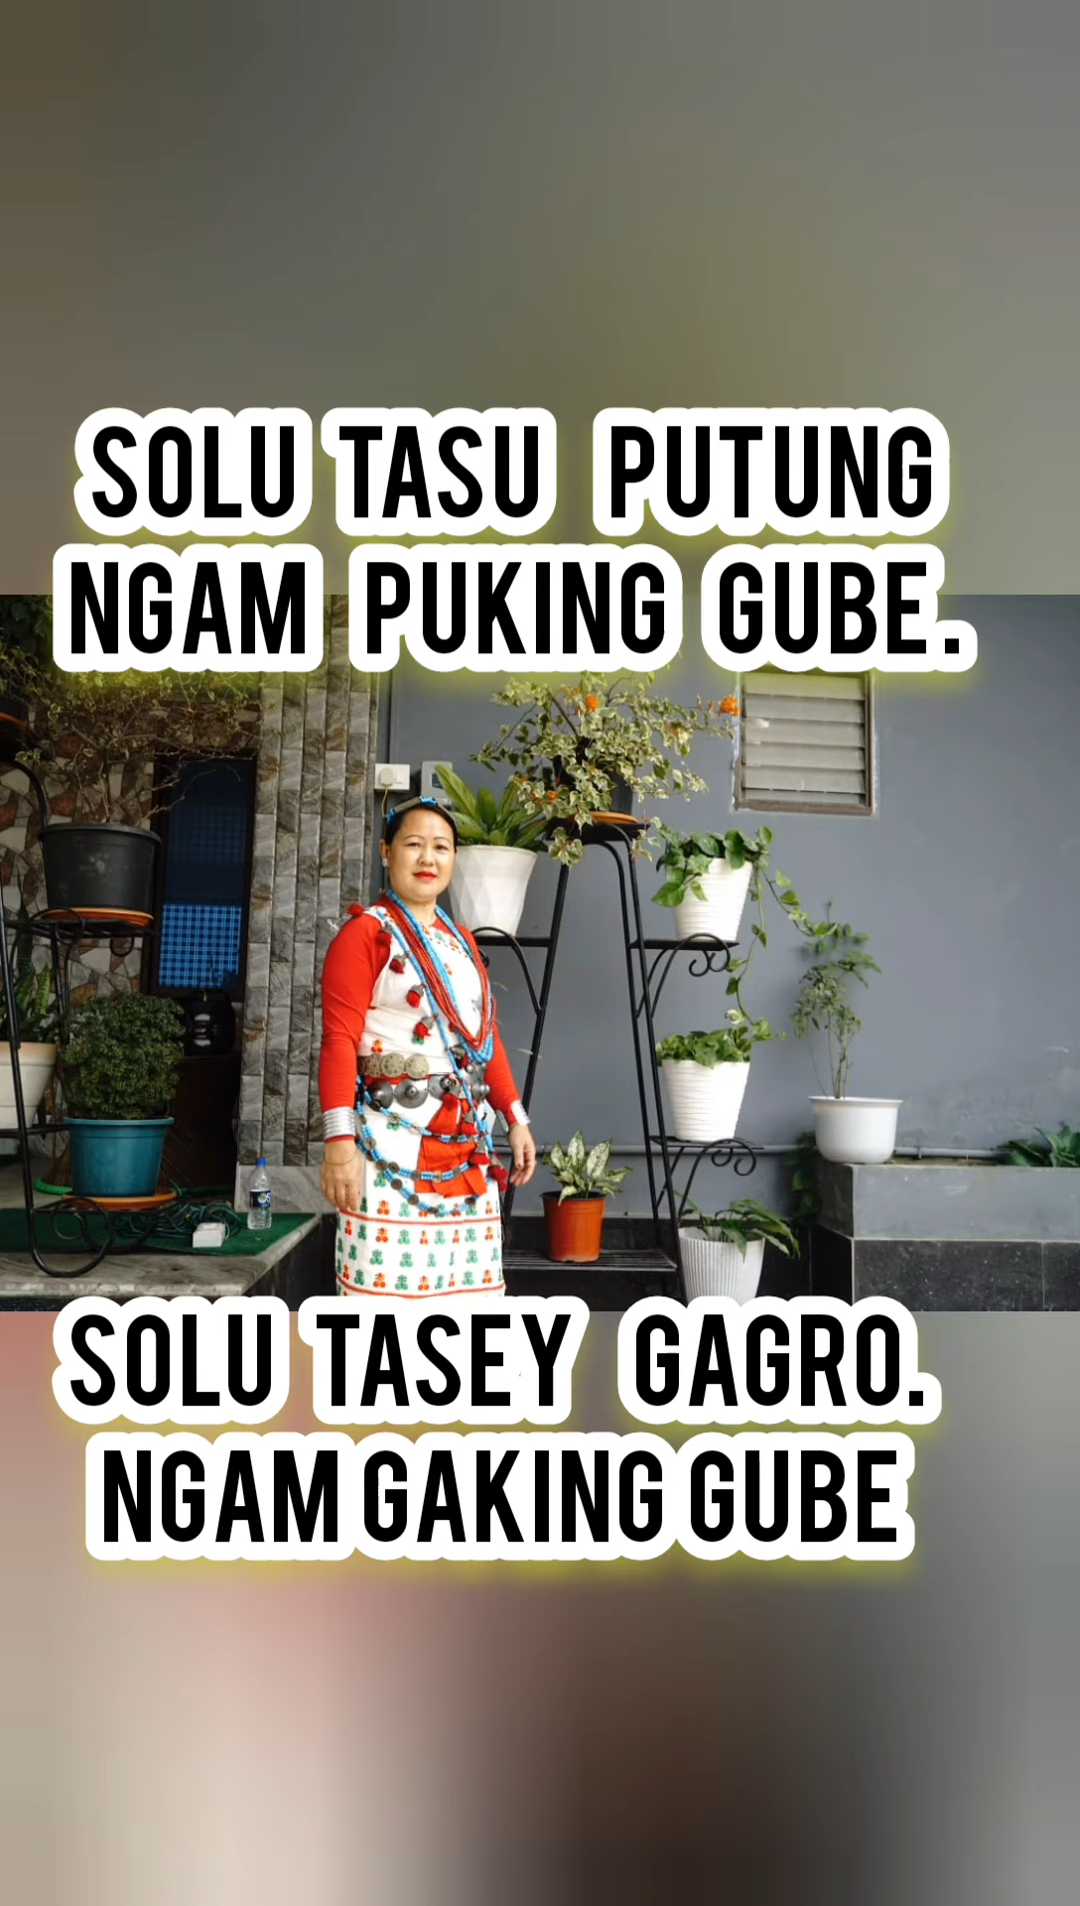 SOLU TASU PUTUNG
NGAM PUKING GUBE.
SOLU TASEY GAGRO.
NGAM GAKING GUBE